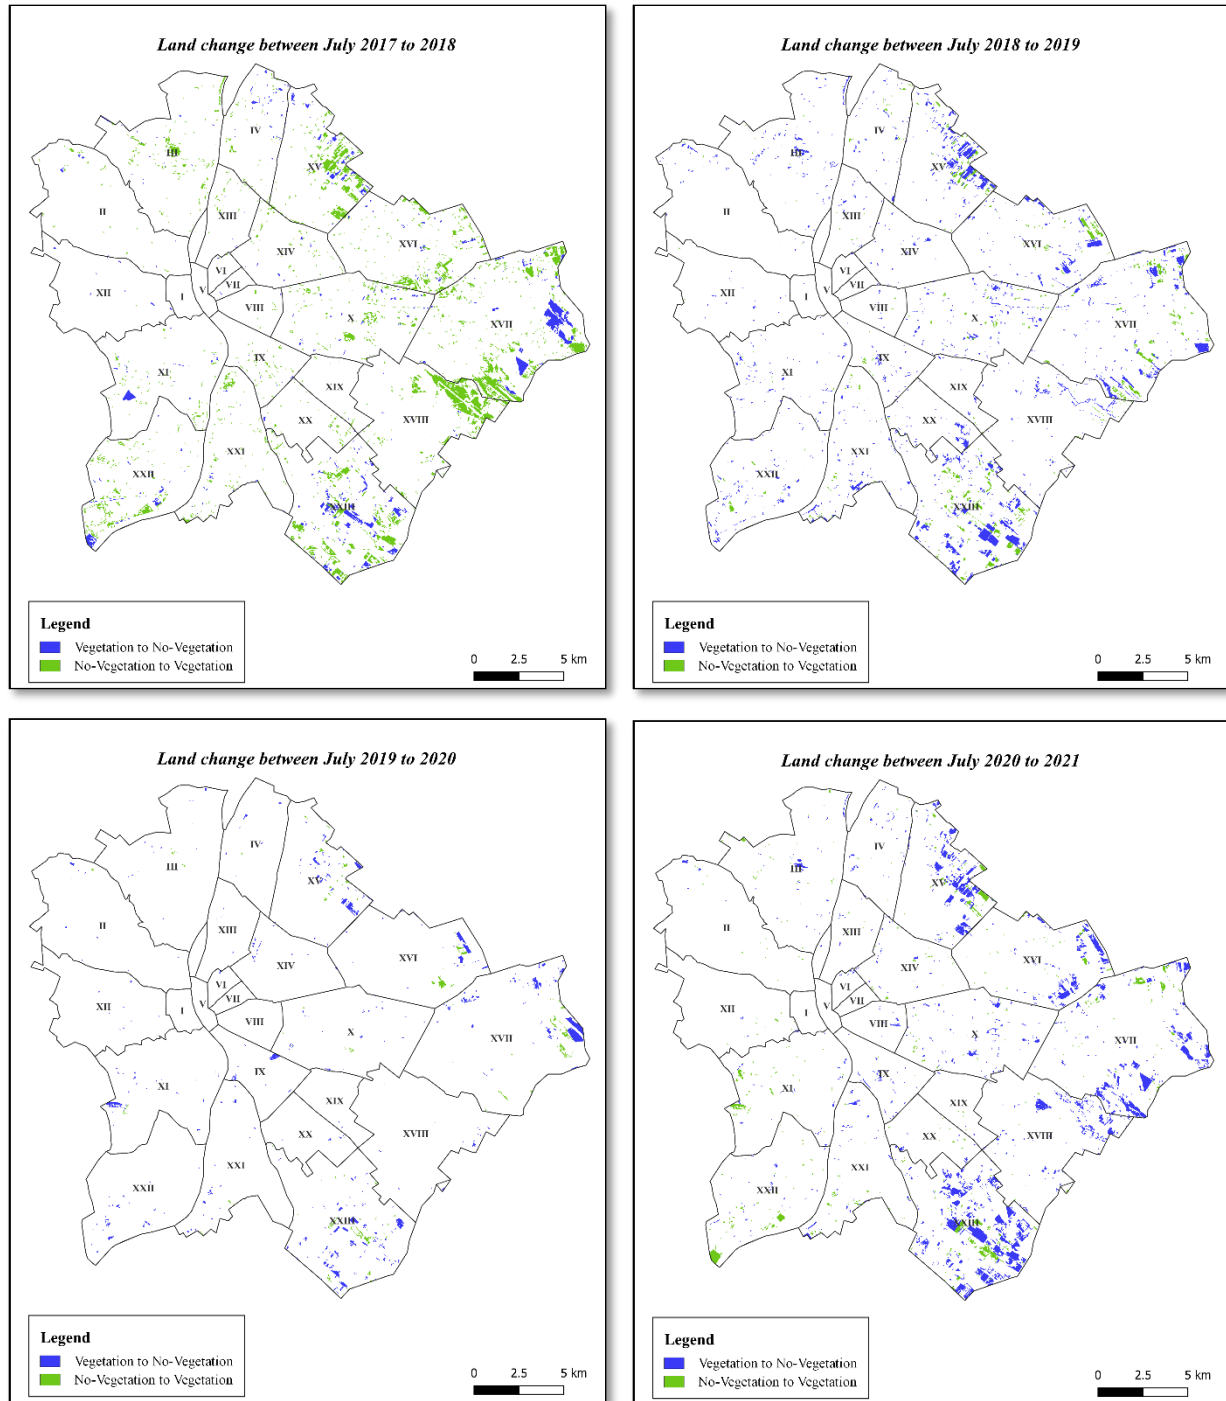 Land change between July 2017 to 2018
IV
III
XV
II
XIII
XVI
XIV
VI
XII
I
V
VII
VIII
X
XVII
IX
XI
XIX
XX
XVIII
XXI
XXII
XXIII
Legend
Vegetation to No-Vegetation
No-Vegetation to Vegetation
0 2.5 5 km
Land change between July 2018 to 2019
IV
III
XV
II
XIII
XVI
XIV
VI
XII
I
V
VII
VIII
X
XVII
IX
XI
XIX
XX
XVIII
XXI
XXII
XXIII
Legend
Vegetation to No-Vegetation
No-Vegetation to Vegetation
0 2.5 5 km
Land change between July 2019 to 2020
IV
III
XV
II
XIII
XVI
XIV
VI
XII
I
V
VII
VIII
X
XVII
IX
XI
XIX
XX
XVIII
XXI
XXII
XXIII
Legend
Vegetation to No-Vegetation
No-Vegetation to Vegetation
0 2.5 5 km
Land change between July 2020 to 2021
IV
III
XV
II
XIII
XVI
XIV
VI
XII
I
V
VII
VIII
X
XVII
IX
XI
XIX
XX
XVIII
XXI
XXII
XXIII
Legend
Vegetation to No-Vegetation
No-Vegetation to Vegetation
0 2.5 5 km